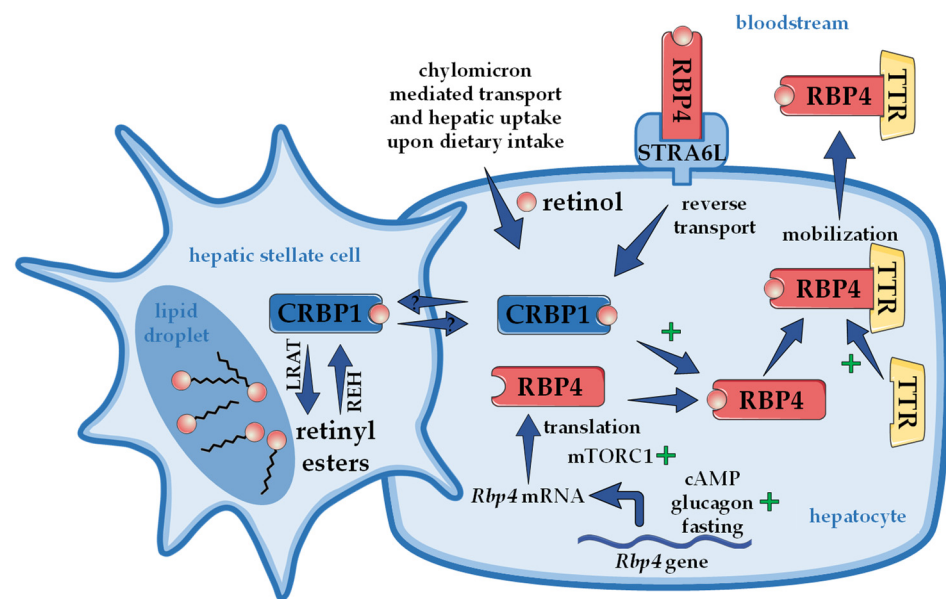 bloodstream
chylomicron
mediated transport
and hepatic uptake
upon dietary intake
RBP4
STRA6L
RBP4
TTR
retinol
reverse
transport
mobilization
hepatic stellate cell
RBP4
TTR
lipid
droplet
CRBP1
?
?
CRBP1
+
LRAT
REH
RBP4
RBP4
+
TTR
retinyl
esters
translation
mTORC1 +
Rbp4 mRNA
cAMP
glucagon +
fasting
hepatocyte
Rbp4 gene